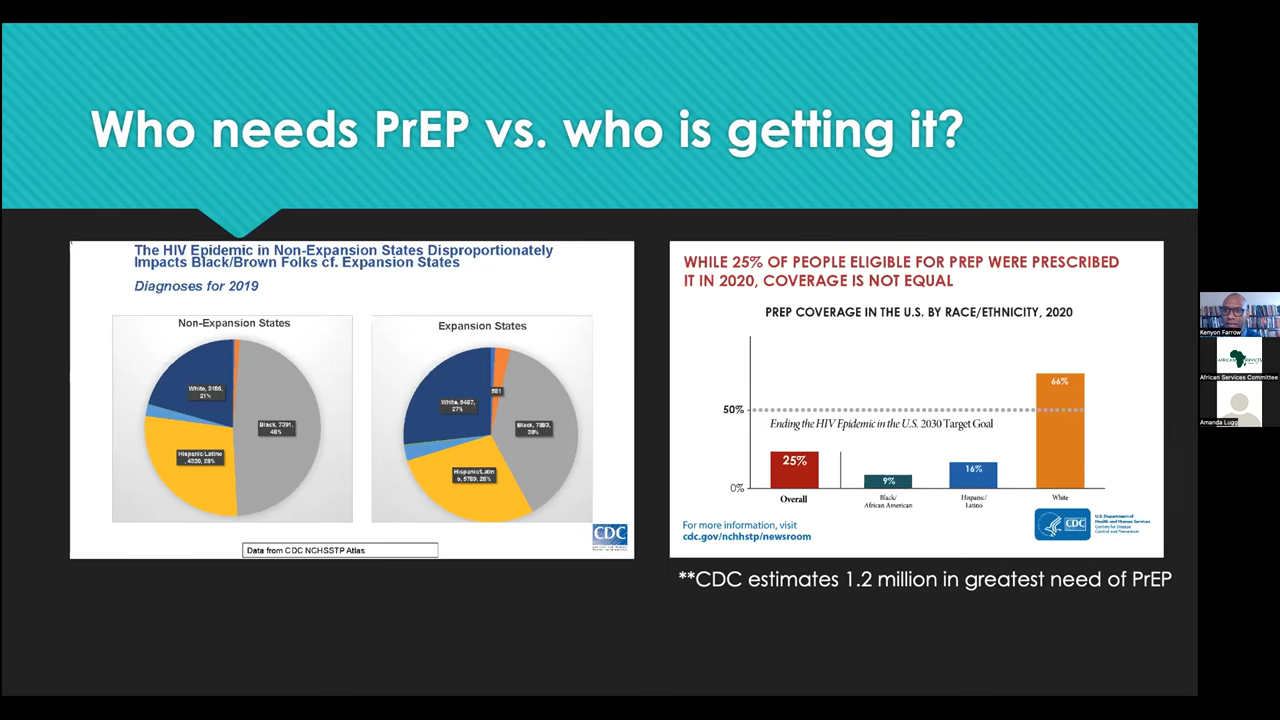 Who needs PrEP vs. who is getting it?
The HIV Epidemic in Non-Expansion States Disproportionately
Impacts Black/Brown Folks cf. Expansion States
Diagnoses for 2019
Non-Expansion States
White, 3186,
21%
Black, 7391,
48%
Hispanic/Latino
, 4320, 28%
Expansion States
581
White, 5487,
27%
Black, 7893,
Hispanic/Latin
CDC
Data from CDC NCHSSTP Atlas
WHILE 25% OF PEOPLE ELIGIBLE FOR PREP WERE PRESCRIBED
IT IN 2020, COVERAGE IS NOT EQUAL
PREP COVERAGE IN THE U.S. BY RACE/ETHNICITY, 2020
66%
50%
Ending the HIV Epidemic in the U.S. 2030 Target Goal
25%
9%
16%
0%
Overall
Black/
African American
Hispanic/
Latino
White
For more information, visit
cdc.gov/nchhstp/newsroom
CDC
U.S. Department of
Health and Human Services
Centers for Disease
Control and Prevention
**CDC estimates 1.2 million in greatest need of PrEP
Kenyon Farrow
African Services Committee
Amanda Lugg